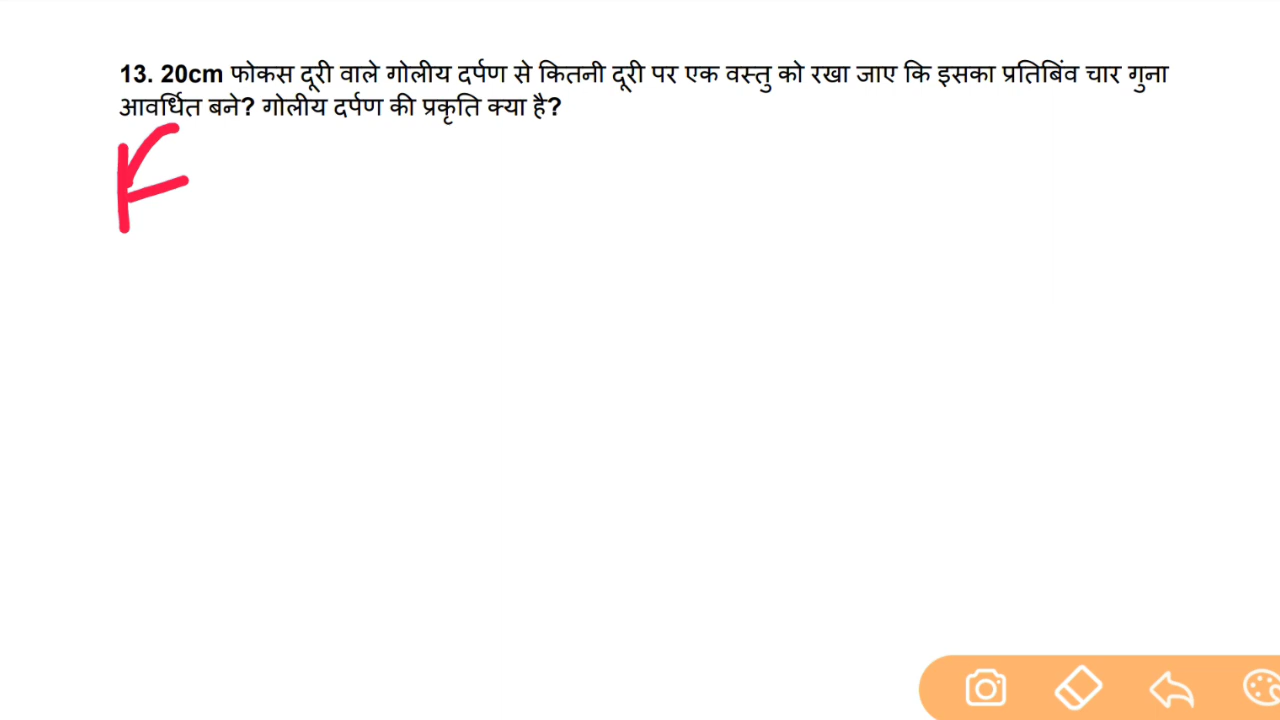 13. 20cm फोकस दूरी वाले गोलीय दर्पण से कितनी दूरी पर एक वस्तु को रखा जाए कि इसका प्रतिबिंव चार गुना
आवर्धित बने? गोलीय दर्पण की प्रकृति क्या है?